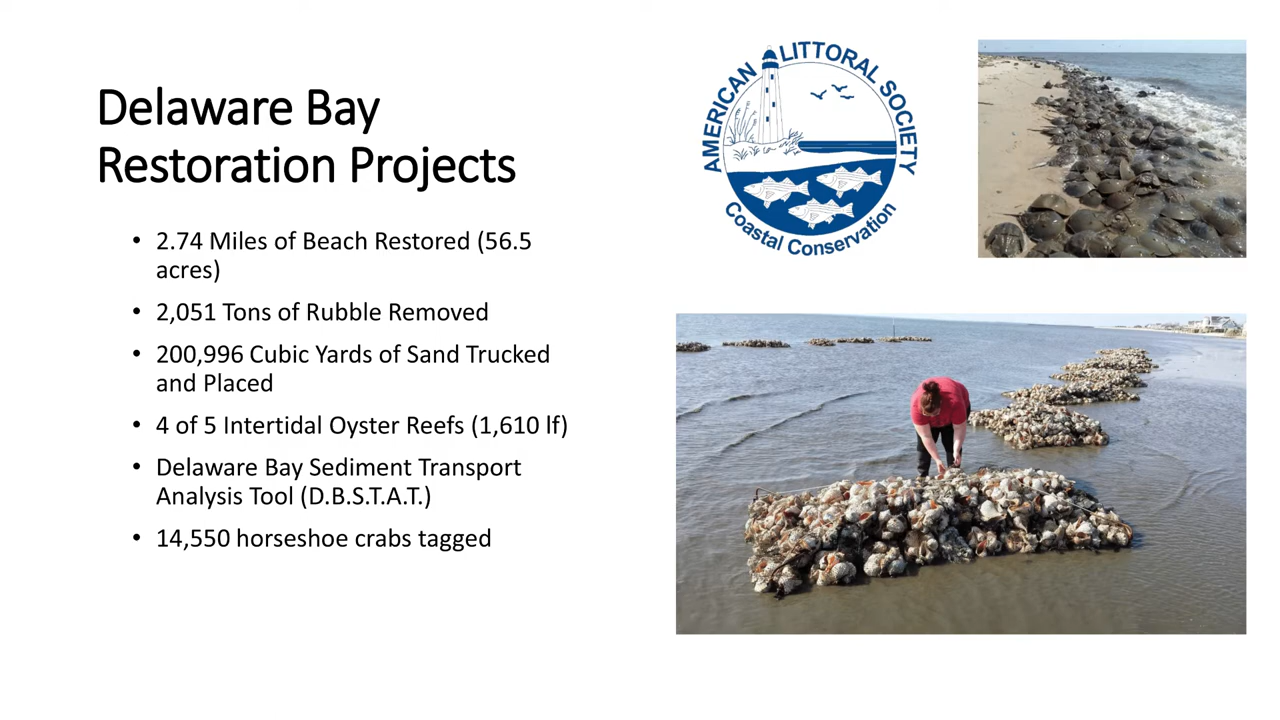 Delaware Bay
Restoration Projects
• 2.74 Miles of Beach Restored (56.5
acres)
• 2,051 Tons of Rubble Removed
• 200,996 Cubic Yards of Sand Trucked
and Placed
• 4 of 5 Intertidal Oyster Reefs (1,610 lf)
• Delaware Bay Sediment Transport
Analysis Tool (D.B.S.T.A.T.)
• 14,550 horseshoe crabs tagged
AMERICAN LITTORAL SOCIETY
Coastal Conservation